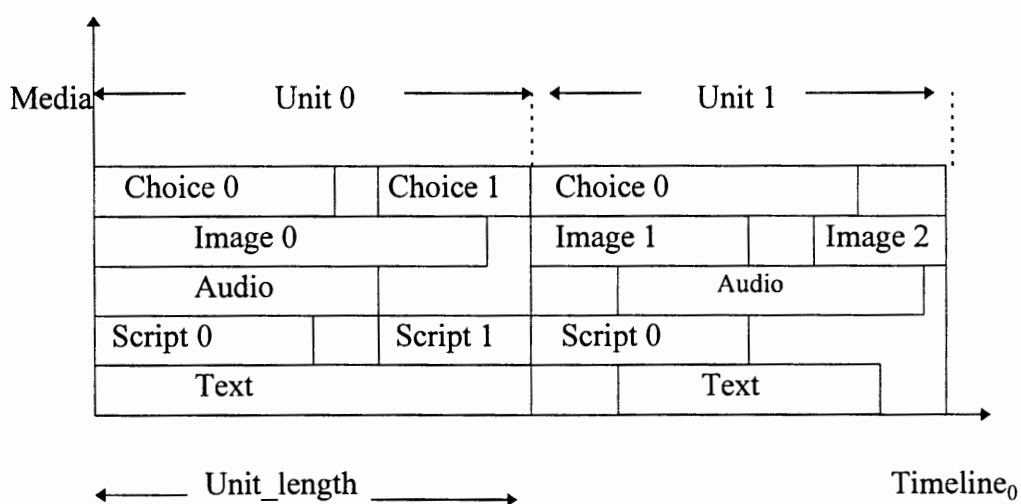 Media Unit 0 Unit 1
Choice 0 Choice 1 Choice 0
Image 0 Image 1 Image 2
Audio Audio
Script 0 Script 1 Script 0
Text Text
Unit_length Timeline₀